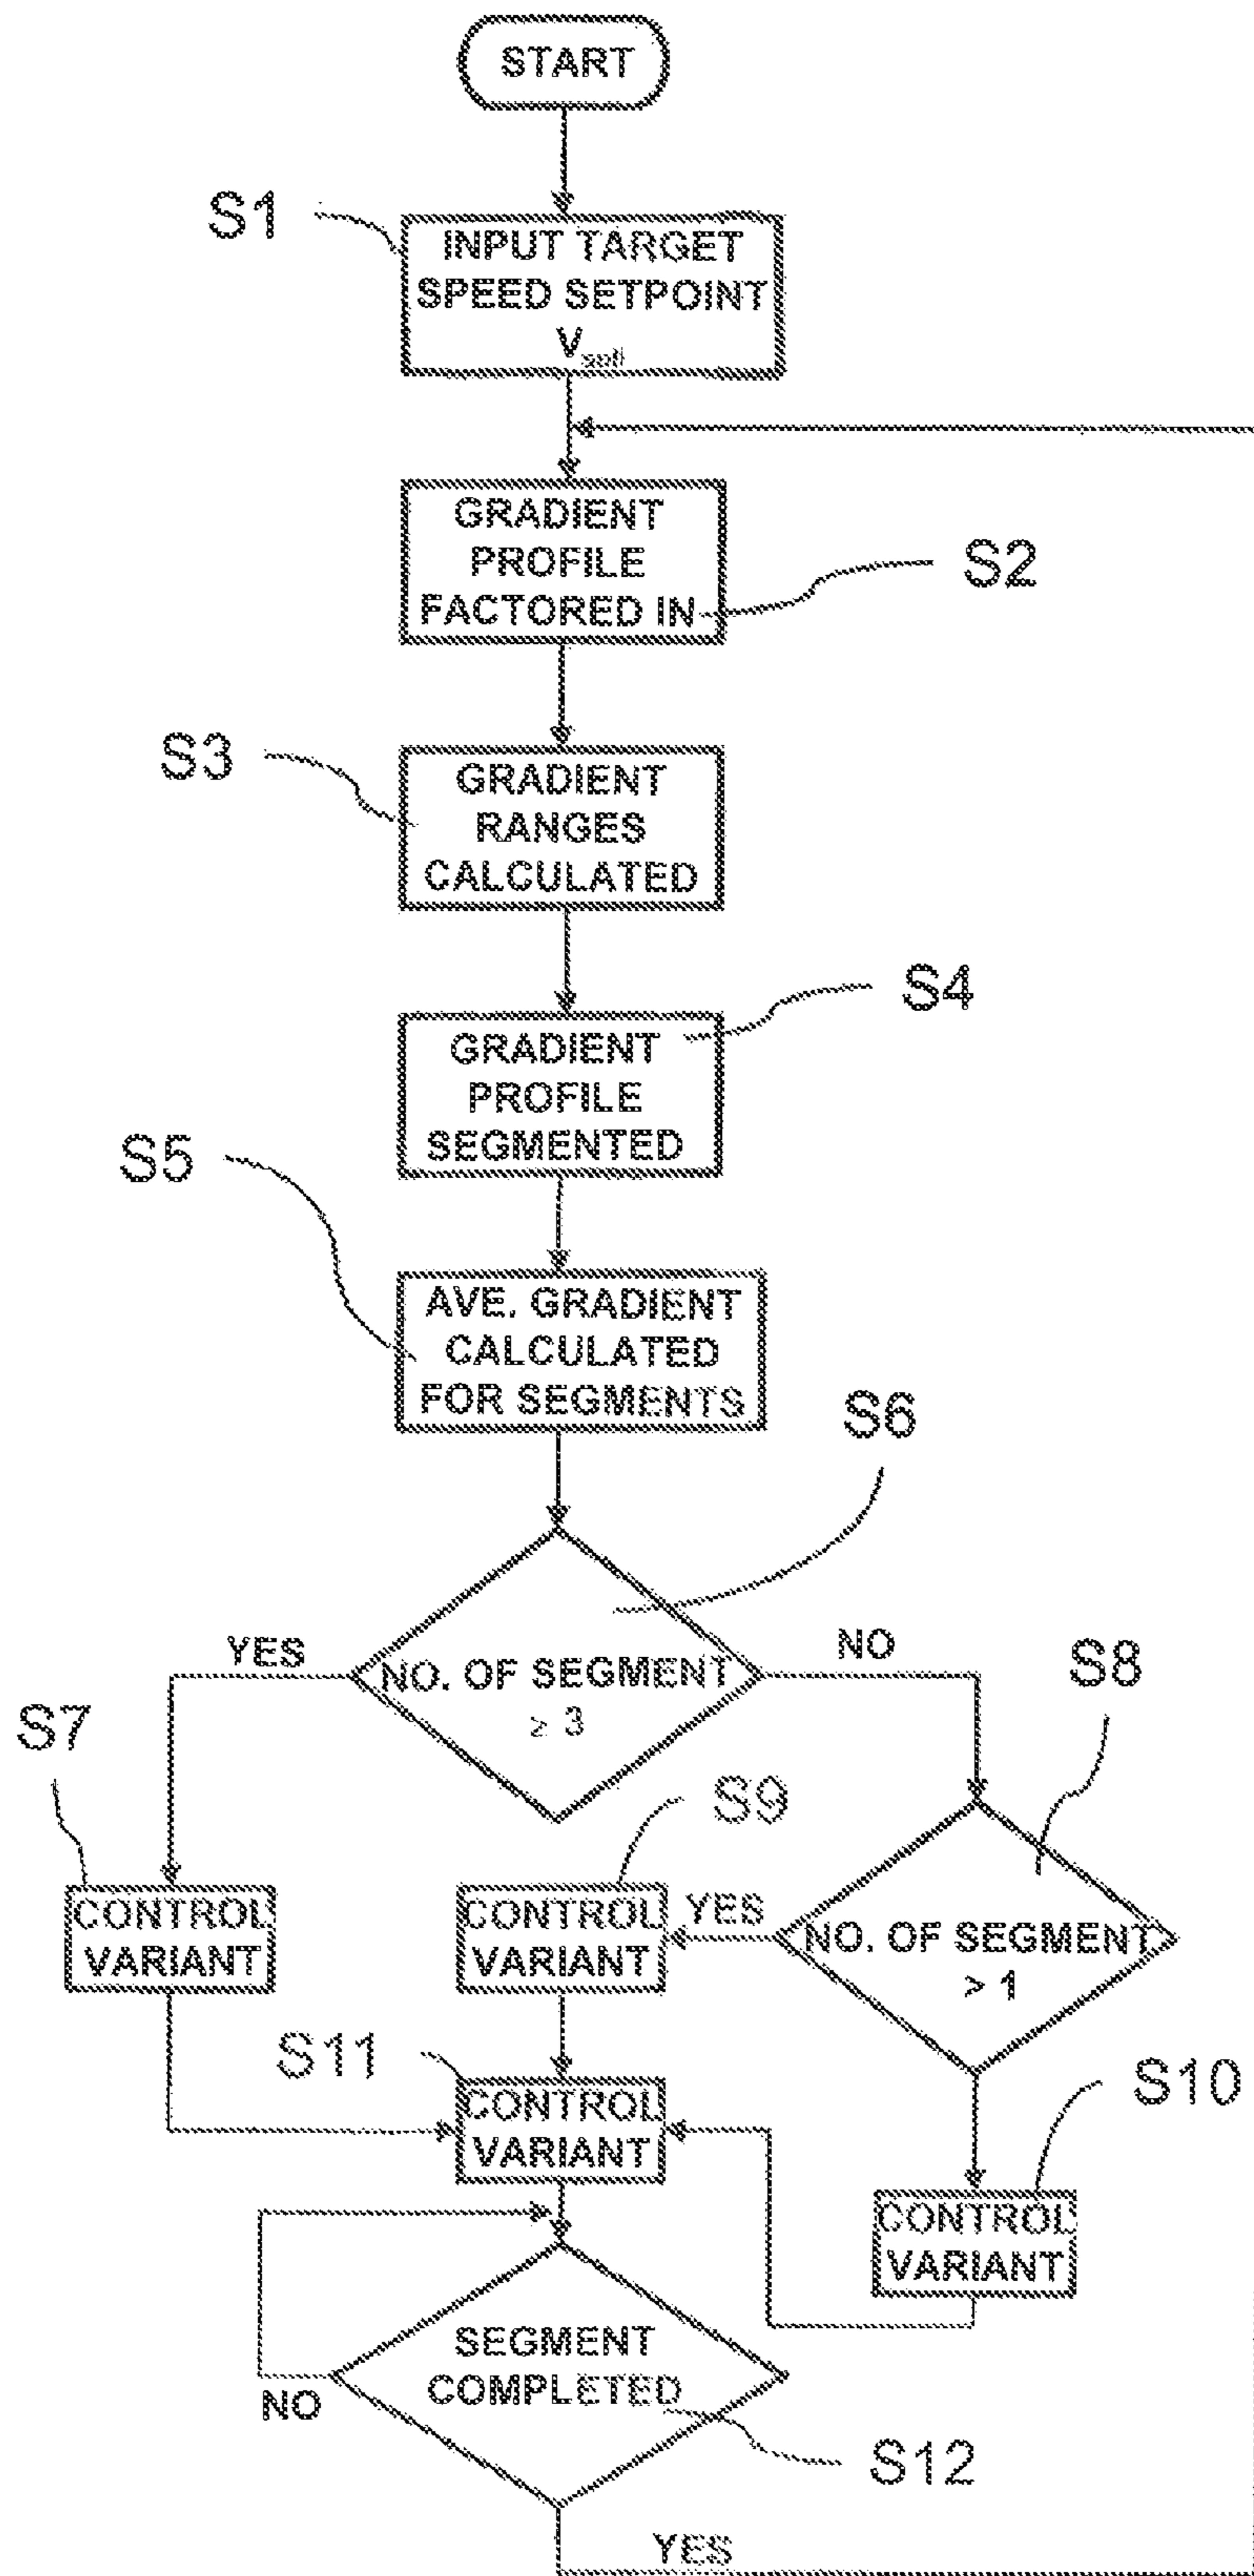 START
S1
INPUT TARGET
SPEED SETPOINT
V soll
GRADIENT
PROFILE
FACTORED IN
S2
S3
GRADIENT
RANGES
CALCULATED
S4
GRADIENT
PROFILE
SEGMENTED
S5
AVE. GRADIENT
CALCULATED
FOR SEGMENTS
S6
YES
NO. OF SEGMENT
≥ 3
NO
S8
S7
S9
CONTROL
VARIANT
CONTROL
VARIANT
YES
NO. OF SEGMENT
> 1
S11
CONTROL
VARIANT
S10
CONTROL
VARIANT
SEGMENT
COMPLETED
NO
S12
YES